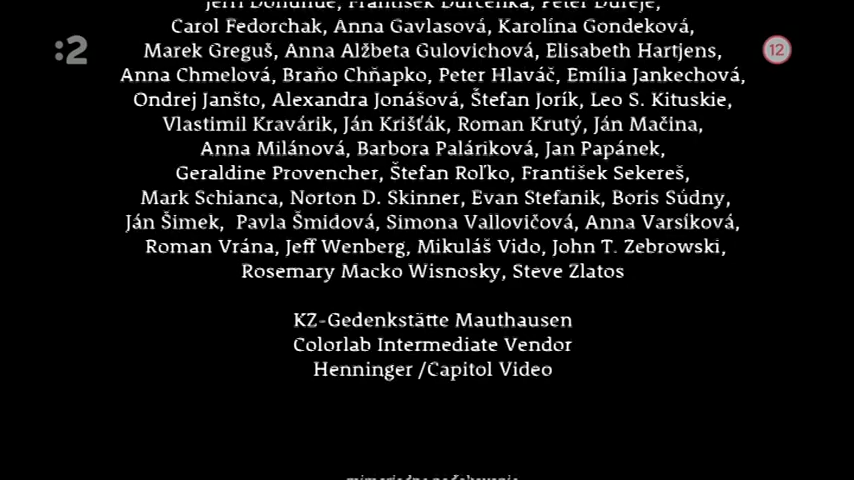 :2
12
Carol Fedorchak, Anna Gavlasová, Karolína Gondeková,
Marek Greguš, Anna Alžbeta Gulovichová, Elisabeth Hartjens,
Anna Chmelová, Braňo Chňapko, Peter Hlaváč, Emília Jankechová,
Ondrej Janšto, Alexandra Jonášová, Štefan Jorík, Leo S. Kituskie,
Vlastimil Kravárik, Ján Krišťák, Roman Krutý, Ján Mačina,
Anna Milánová, Barbora Paláriková, Jan Papánek,
Geraldine Provencher, Štefan Roľko, František Sekereš,
Mark Schianca, Norton D. Skinner, Evan Stefanik, Boris Súdny,
Ján Šimek, Pavla Šmidová, Simona Vallovičová, Anna Varsíková,
Roman Vrána, Jeff Wenberg, Mikuláš Vido, John T. Zebrowski,
Rosemary Macko Wisnosky, Steve Zlatos
KZ-Gedenkstätte Mauthausen
Colorlab Intermediate Vendor
Henninger /Capitol Video